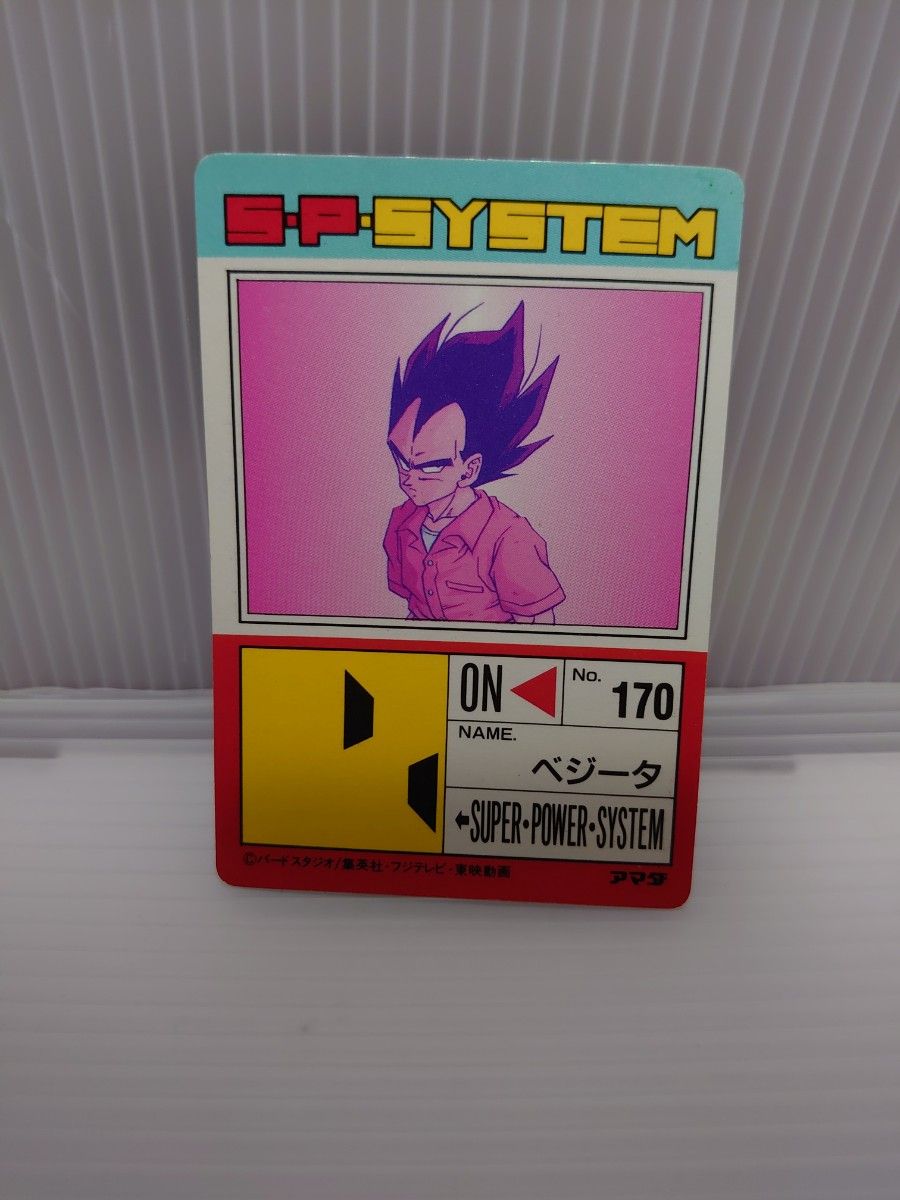 S・P・SYSTEM
ON
No.
170
NAME.
ベジータ
SUPER・POWER・SYSTEM
©バードスタジオ/集英社・フジテレビ・東映動画
アマダ